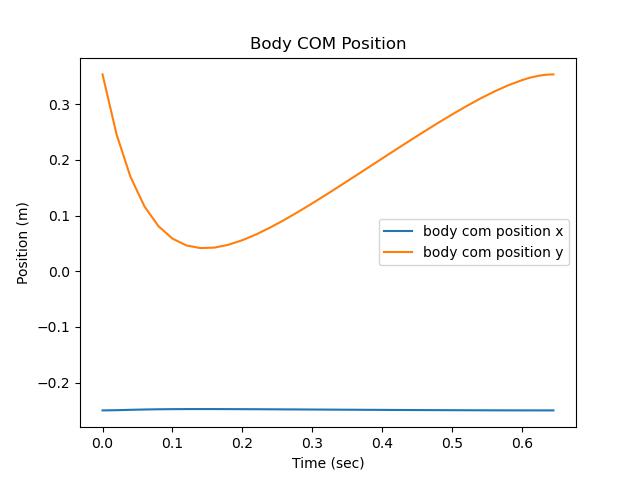 Body COM Position
Position (m)
0.3
0.2
0.1
0.0
−0.1
−0.2
body com position x
body com position y
0.0 0.1 0.2 0.3 0.4 0.5 0.6
Time (sec)